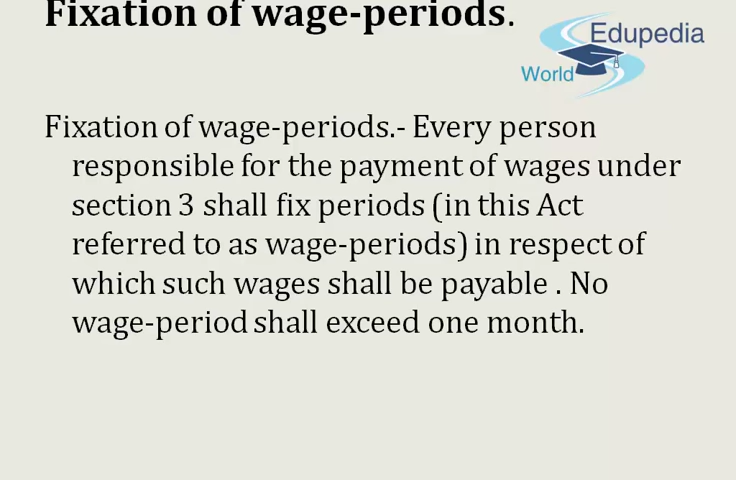 Fixation of wage-periods.
Edupedia
World
Fixation of wage-periods.- Every person
responsible for the payment of wages under
section 3 shall fix periods (in this Act
referred to as wage-periods) in respect of
which such wages shall be payable . No
wage-period shall exceed one month.